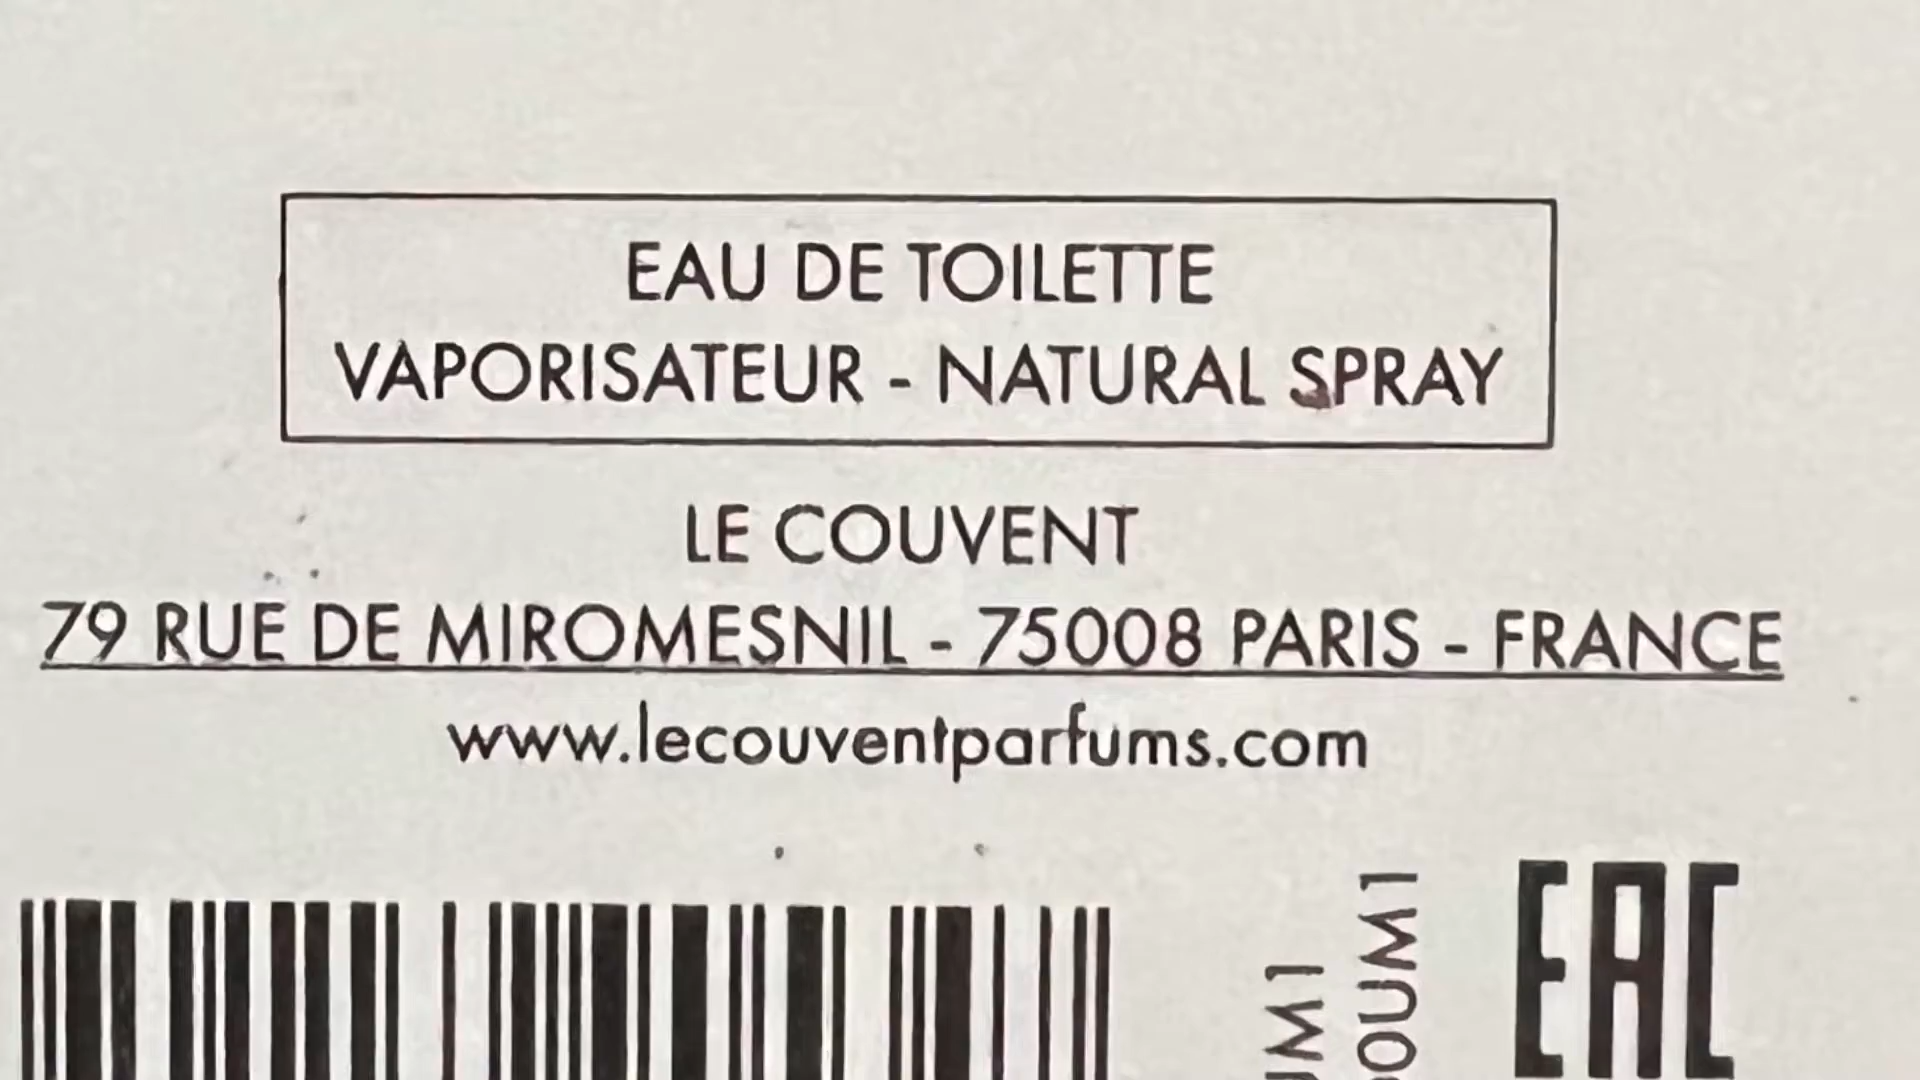 EAU DE TOILETTE
VAPORISATEUR - NATURAL SPRAY
LE COUVENT
79 RUE DE MIROMESNIL - 75008 PARIS - FRANCE
www.lecouventparfums.com
EAC